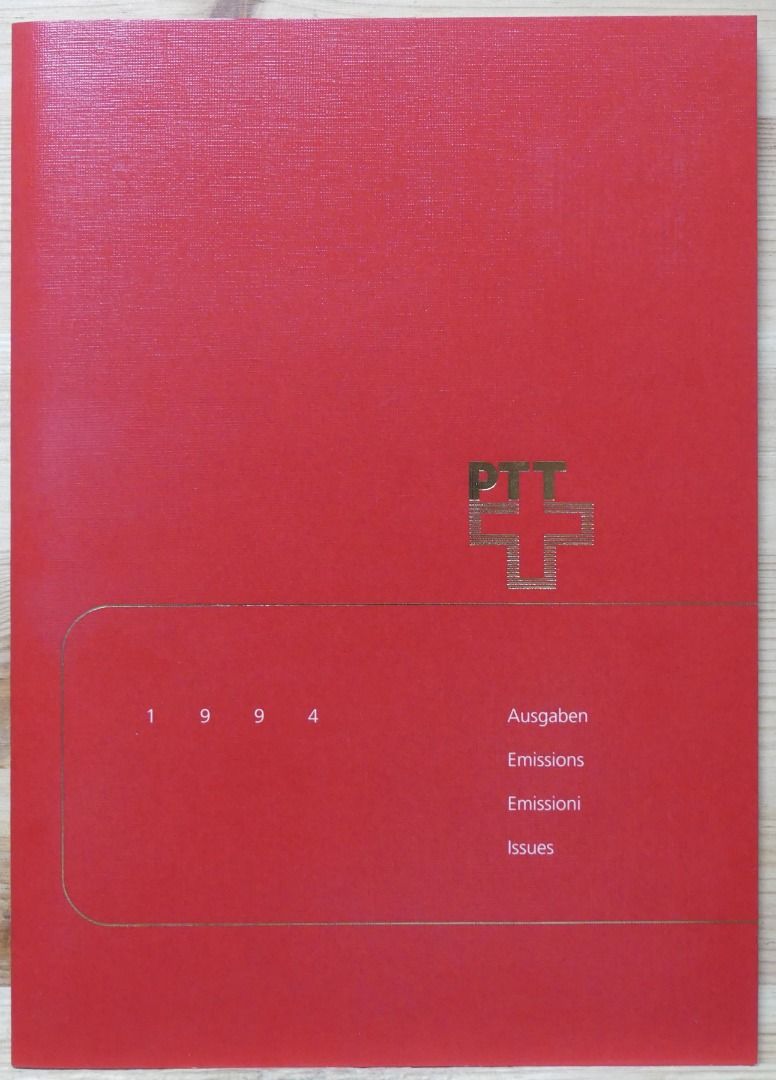 PTT
1 9 9 4
Ausgaben
Emissions
Emissioni
Issues